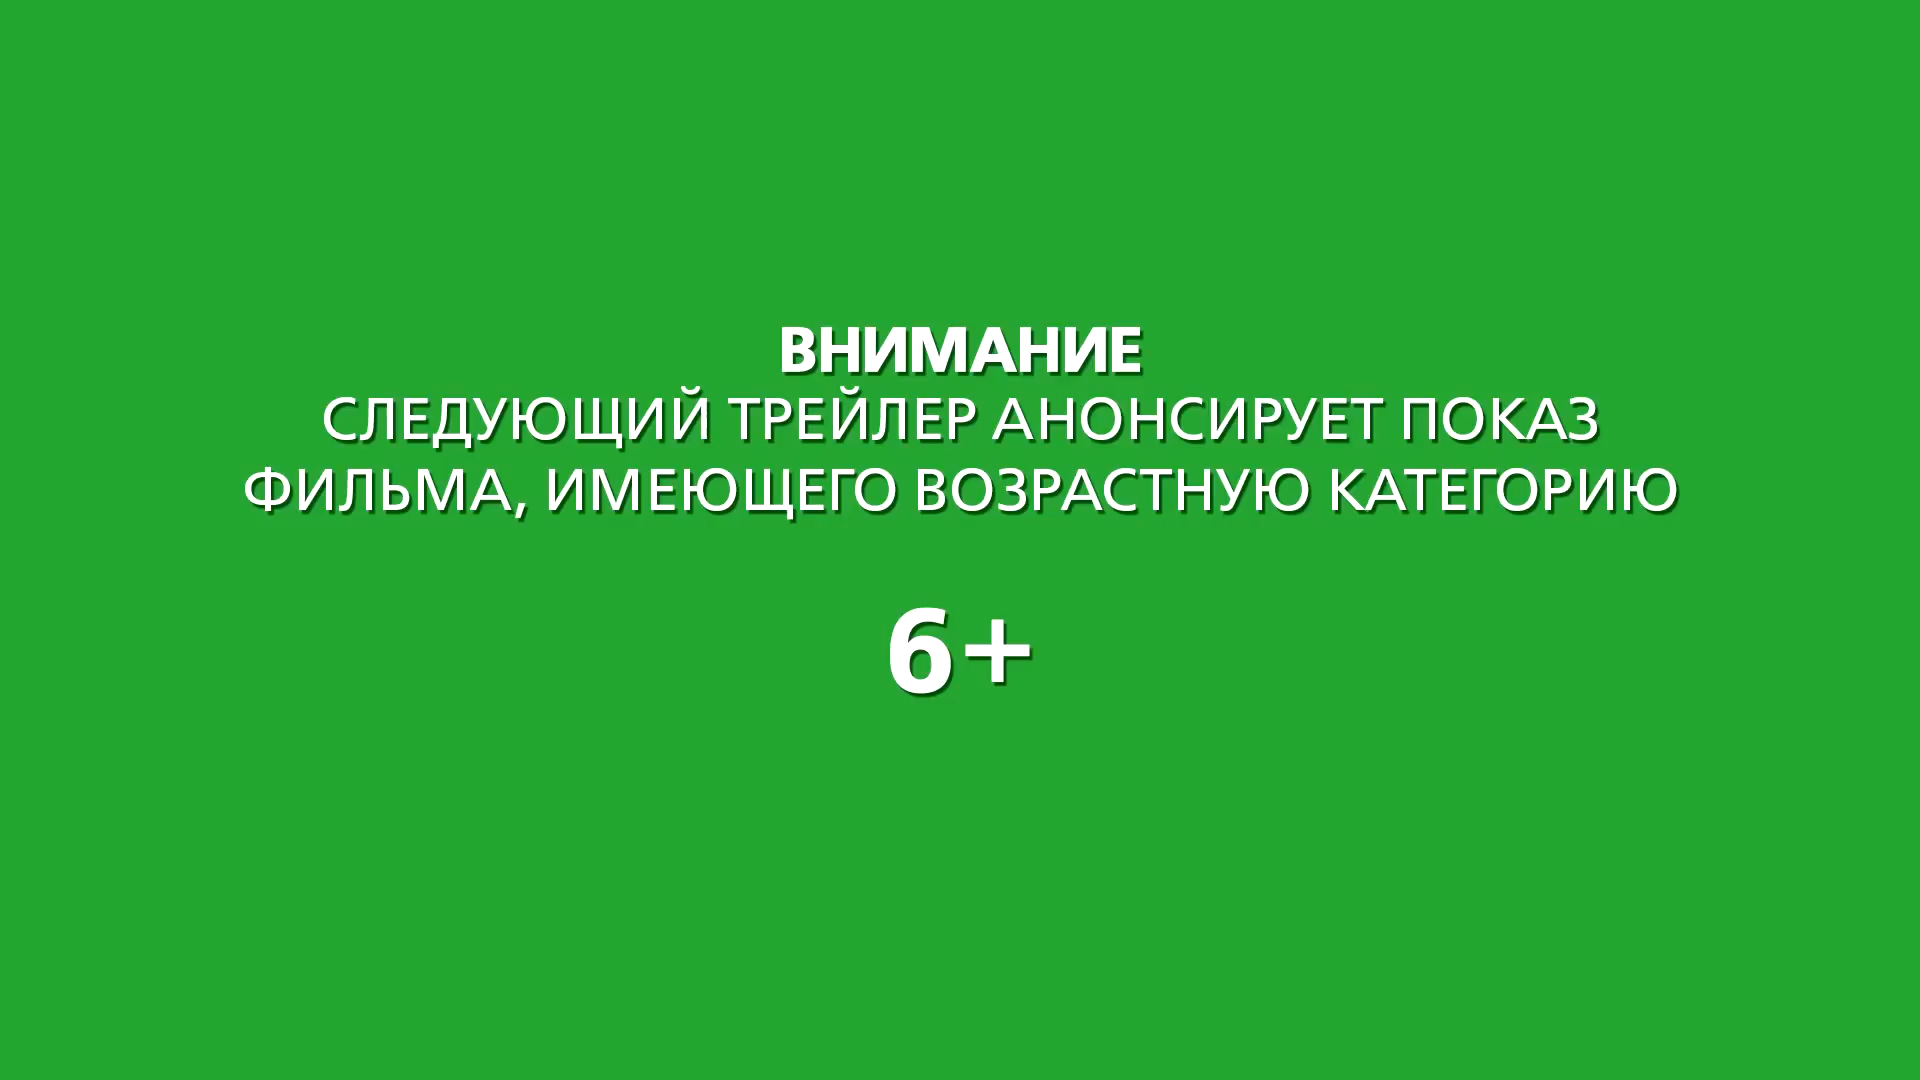 ВНИМАНИЕ
СЛЕДУЮЩИЙ ТРЕЙЛЕР АНОНСИРУЕТ ПОКАЗ
ФИЛЬМА, ИМЕЮЩЕГО ВОЗРАСТНУЮ КАТЕГОРИЮ
6+